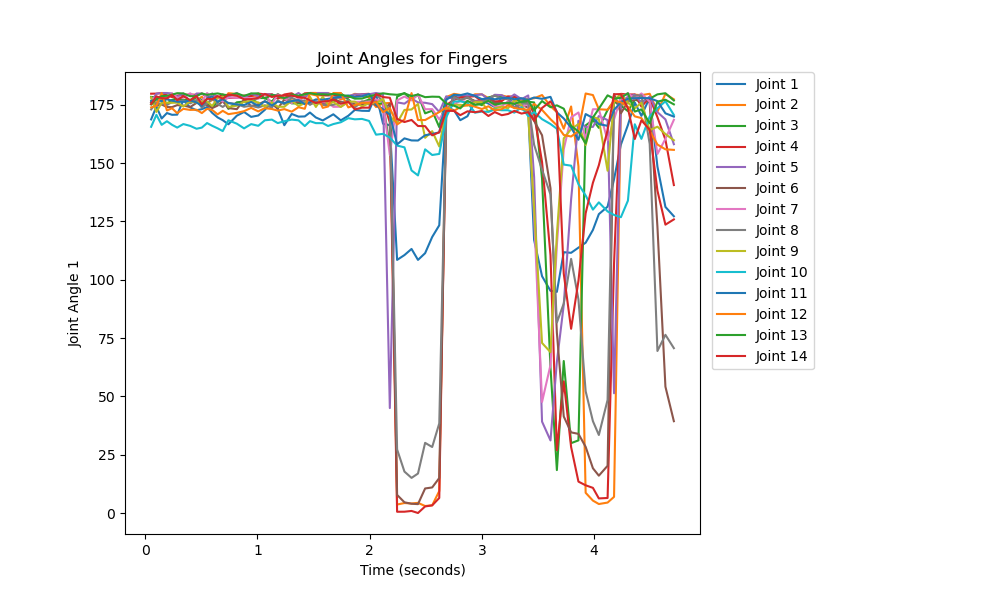 Joint Angles for Fingers
Joint Angle 1
175
150
125
100
75
50
25
0
0
1
2
3
4
Time (seconds)
Joint 1
Joint 2
Joint 3
Joint 4
Joint 5
Joint 6
Joint 7
Joint 8
Joint 9
Joint 10
Joint 11
Joint 12
Joint 13
Joint 14